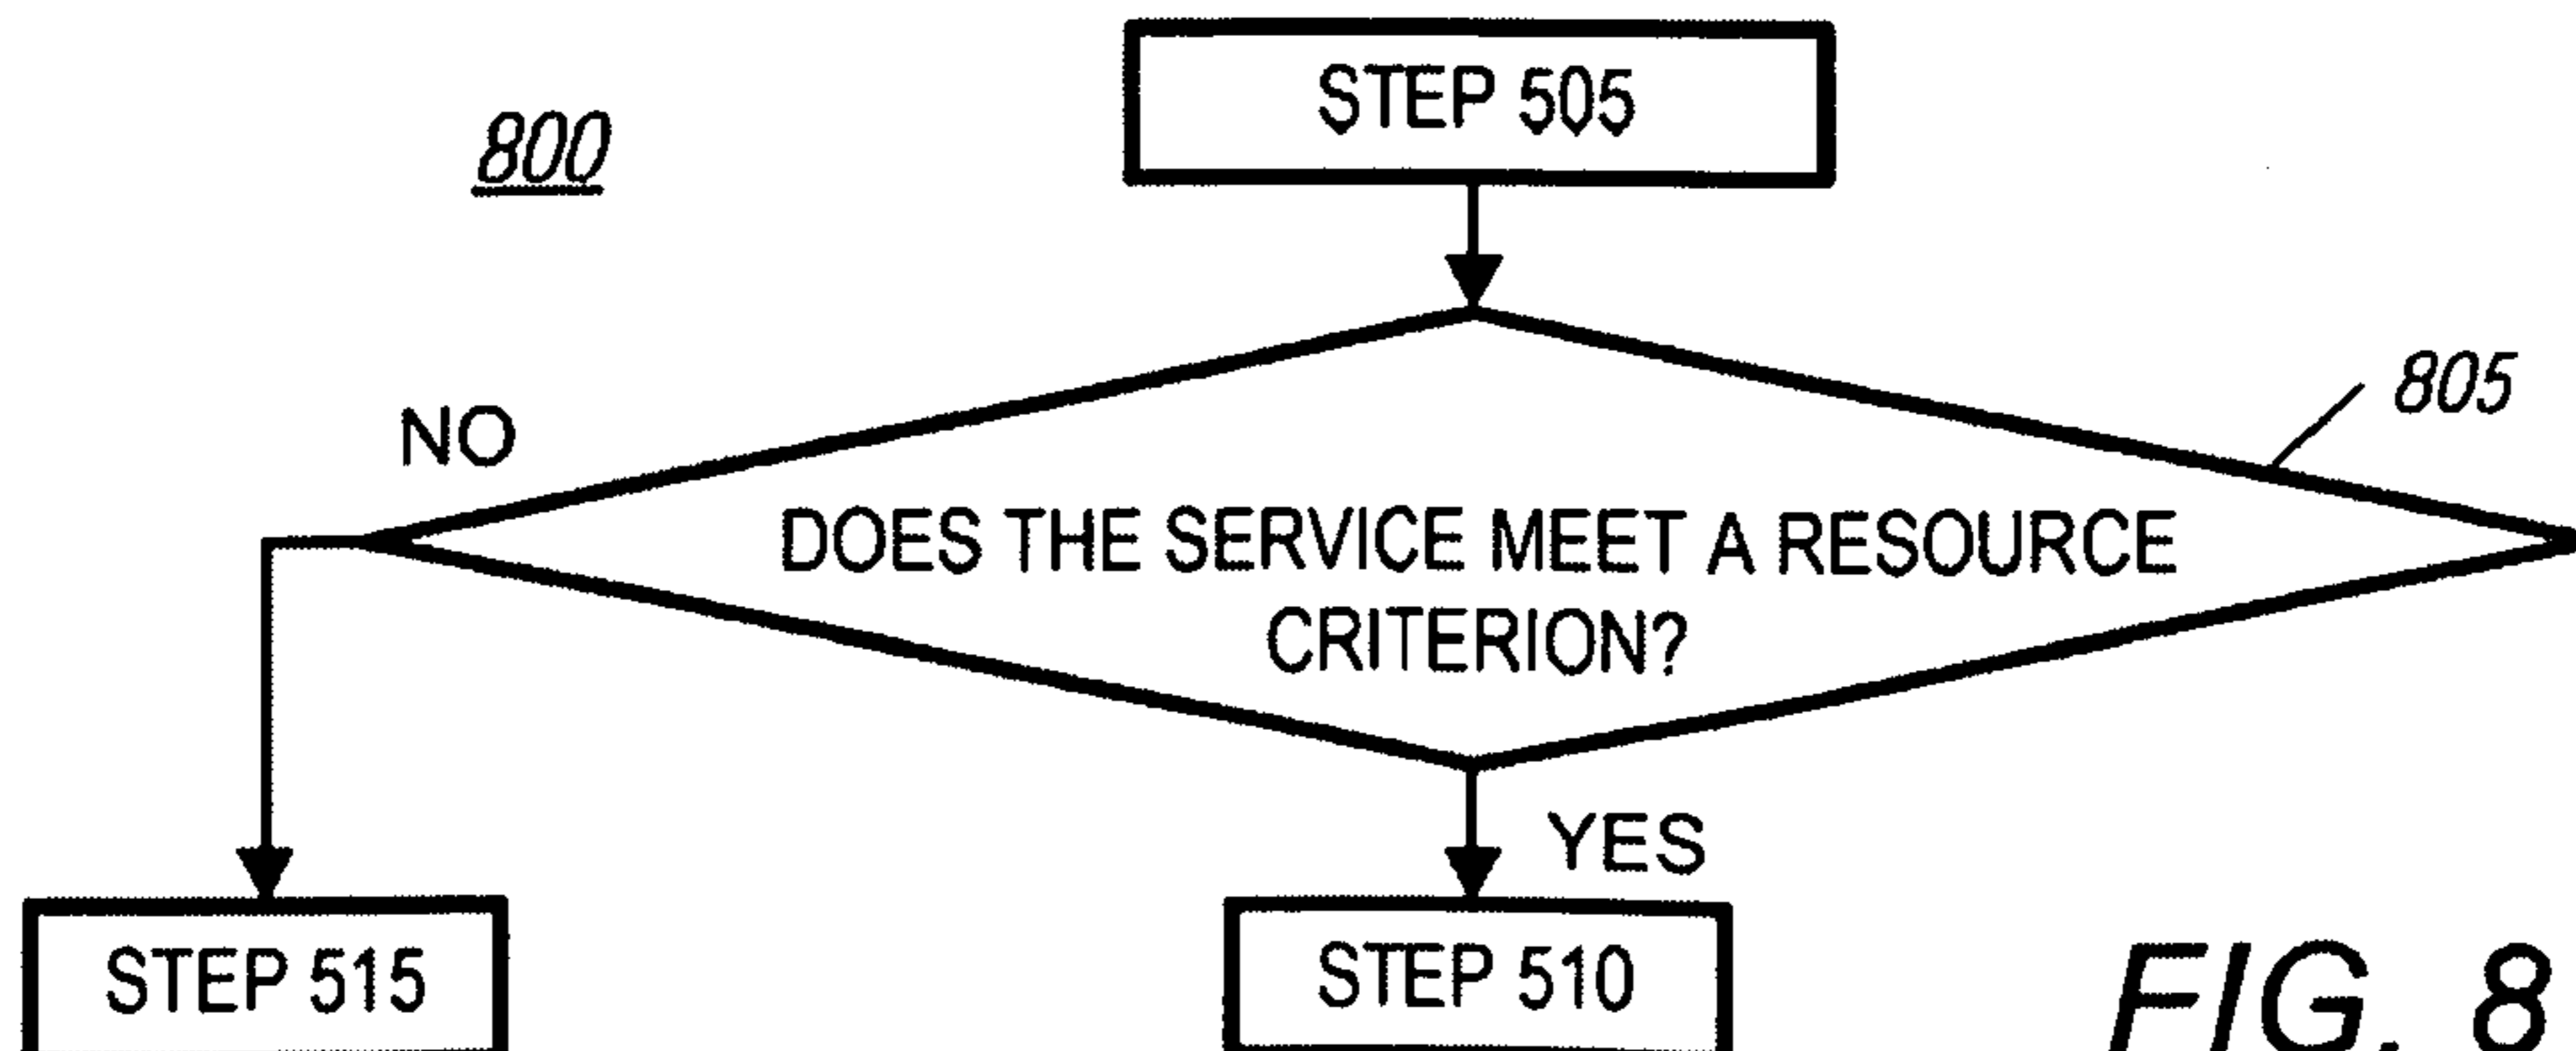 STEP 505
800
805
NO
DOES THE SERVICE MEET A RESOURCE
CRITERION?
YES
STEP 515
STEP 510
FIG. 8